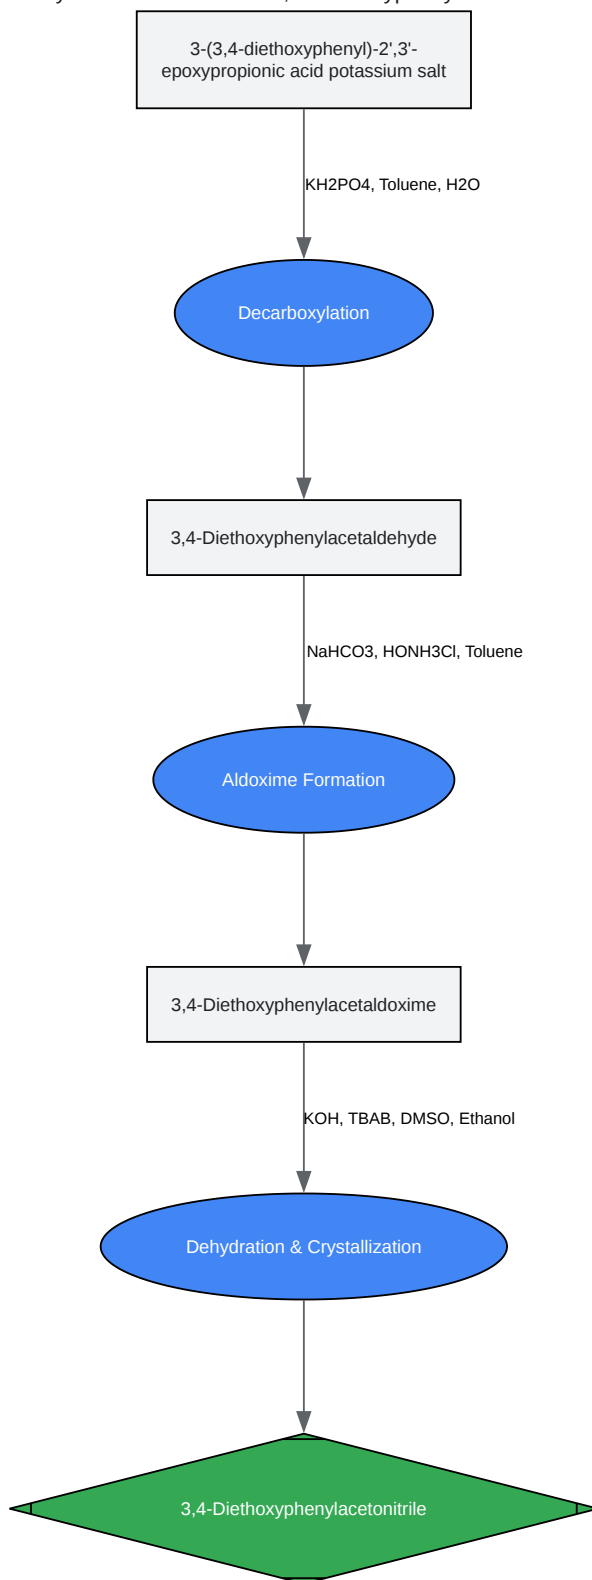 3-(3,4-diethoxyphenyl)-2',3'-
epoxypropionic acid potassium salt
KH2PO4, Toluene, H2O
Decarboxylation
3,4-Diethoxyphenylacetaldehyde
NaHCO3, HONH3Cl, Toluene
Aldoxime Formation
3,4-Diethoxyphenylacetaldoxime
KOH, TBAB, DMSO, Ethanol
Dehydration & Crystallization
3,4-Diethoxyphenylacetonitrile